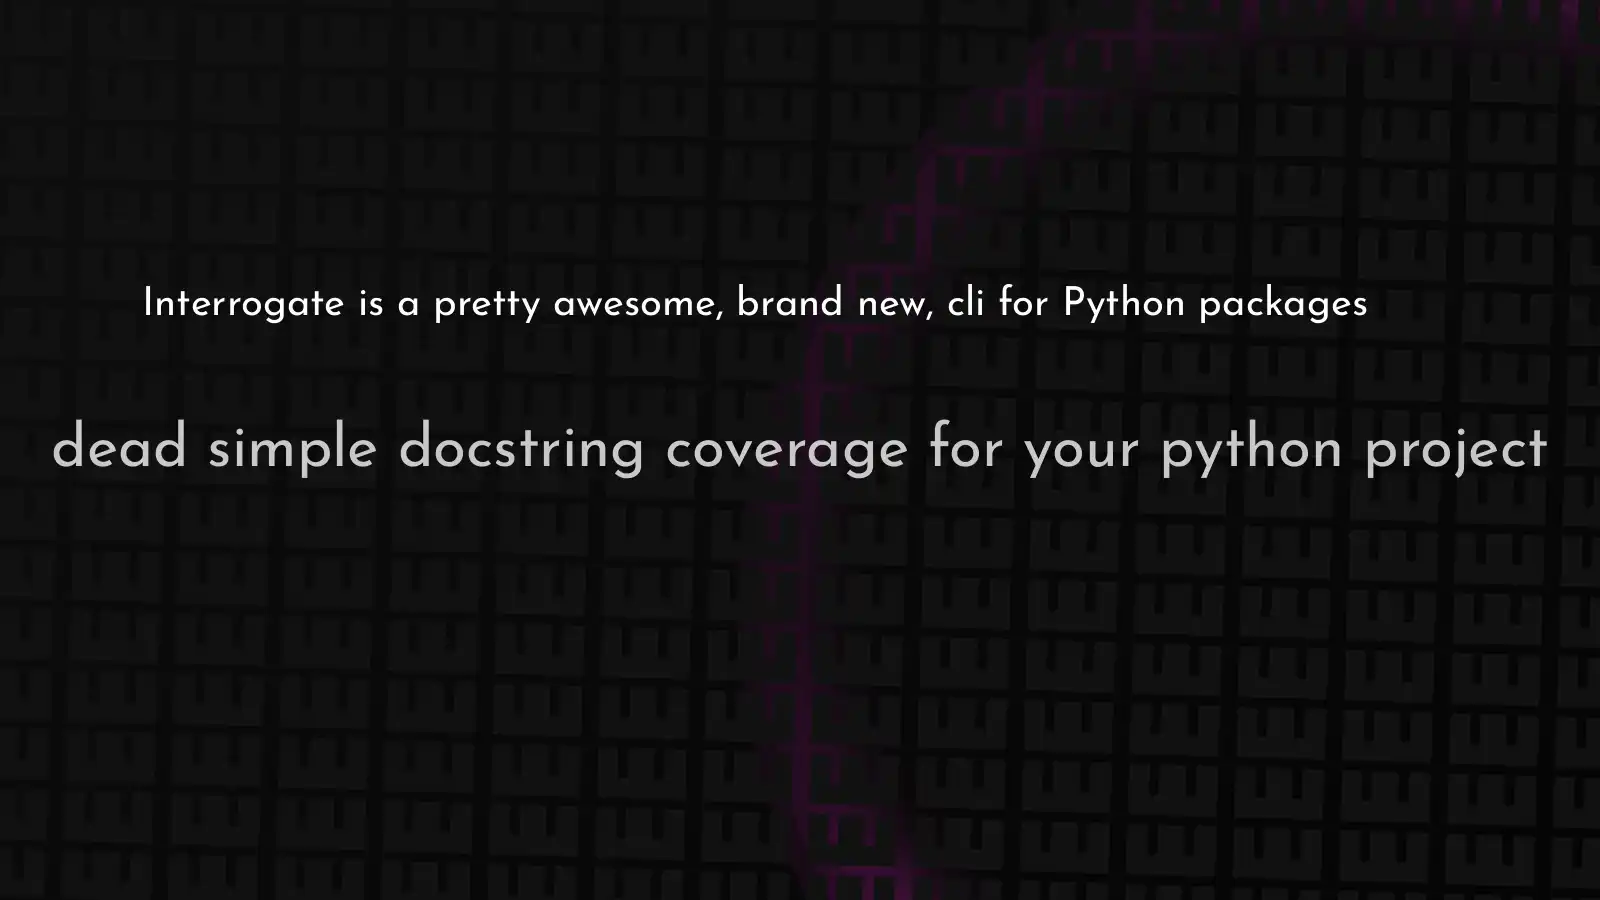 Interrogate is a pretty awesome, brand new, cli for Python packages
dead simple docstring coverage for your python project